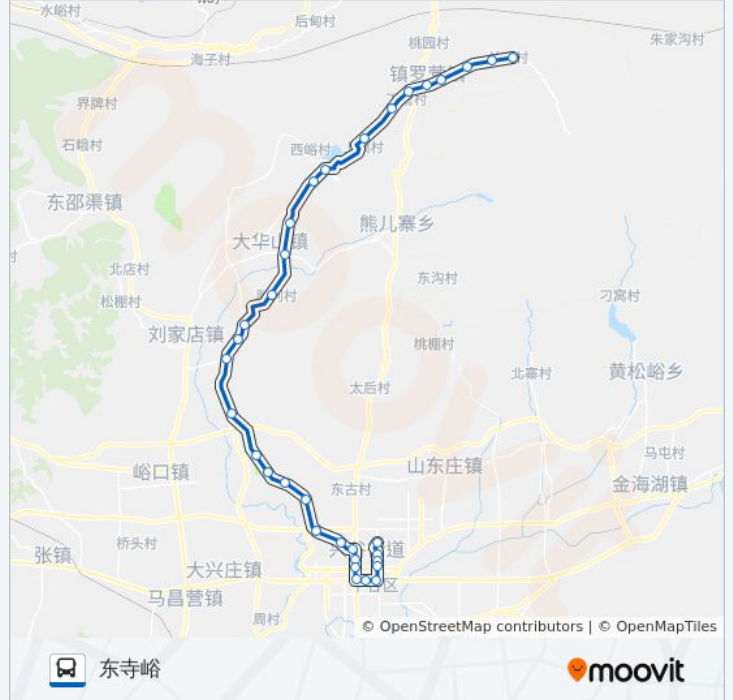 水峪村
后甸村
海子村
桃园村
朱家沟村
镇罗营镇
界牌村
石峨村
西峪村
东邵渠镇
熊儿寨乡
大华山镇
北店村
松棚村
东沟村
刁窝村
刘家店镇
桃棚村
太后村
北寨村
黄松峪乡
峪口镇
山东庄镇
马屯村
金海湖镇
东古村
桥头村
张镇
大兴庄镇
马昌营镇
周村
© OpenStreetMap contributors | © OpenMapTiles
东寺峪
moovit